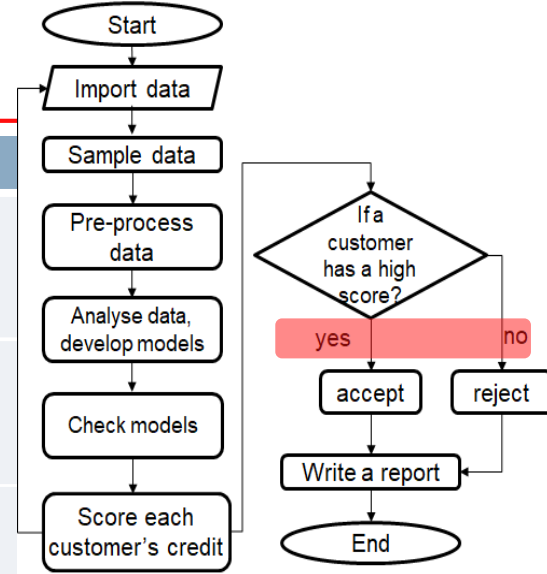 Start
Import data
Sample data
Pre-process
data
Analyse data,
develop models
Check models
Score each
customer's credit
If a
customer
has a high
score?
yes
no
accept
reject
Write a report
End